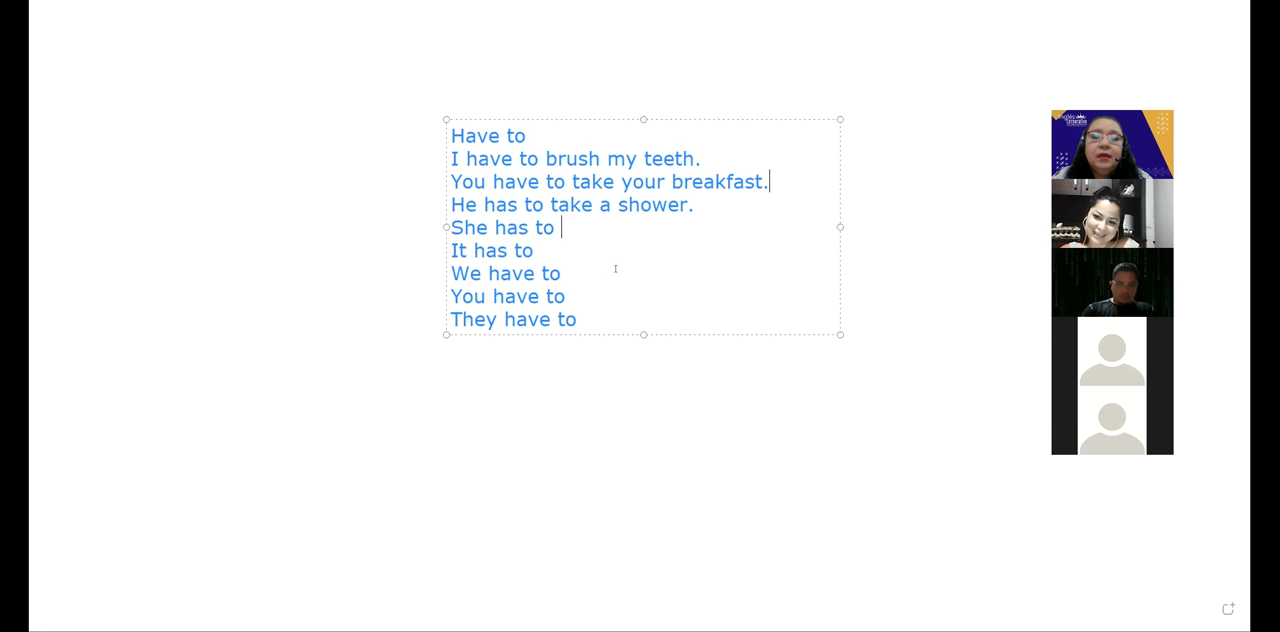 Have to
I have to brush my teeth.
You have to take your breakfast.
He has to take a shower.
She has to
It has to
We have to
You have to
They have to
Inglés